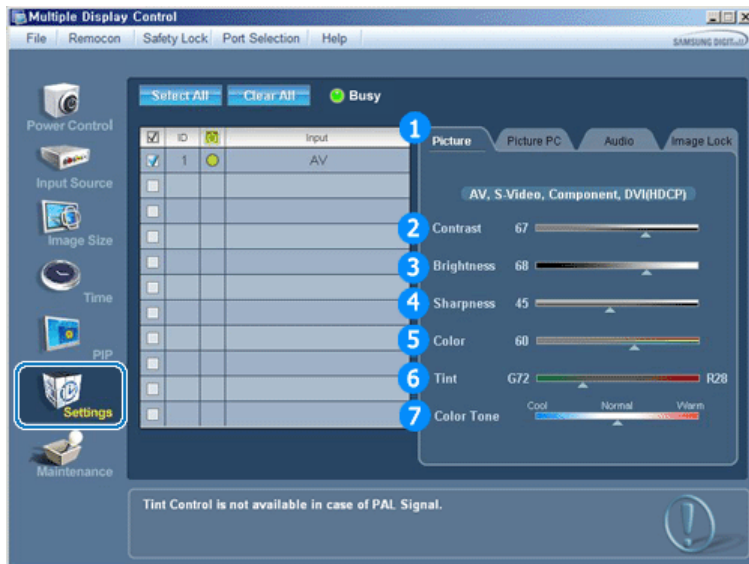 Multiple Display Control
File Remocon Safety Lock Port Selection Help
SAMSUNG DIGITall
Select All Clear All Busy
Power Control
Input Source
Image Size
Time
PIP
Settings
Maintenance
ID Input
1 AV
1 Picture Picture PC Audio Image Lock
AV, S-Video, Component, DVI(HDCP)
2 Contrast 67
3 Brightness 68
4 Sharpness 45
5 Color 60
6 Tint G72 R28
7 Color Tone Cool Normal Warm
Tint Control is not available in case of PAL Signal.